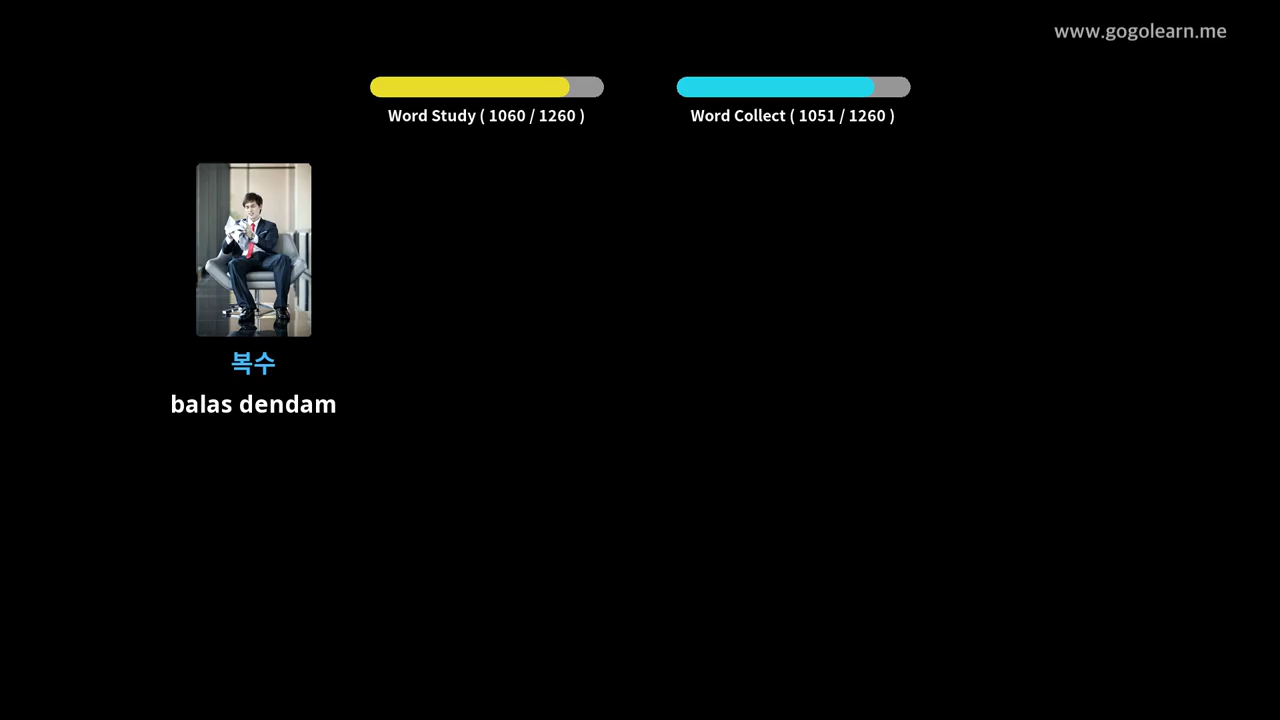 www.gogolearn.me
Word Study ( 1060 / 1260 )
Word Collect ( 1051 / 1260 )
복수
balas dendam